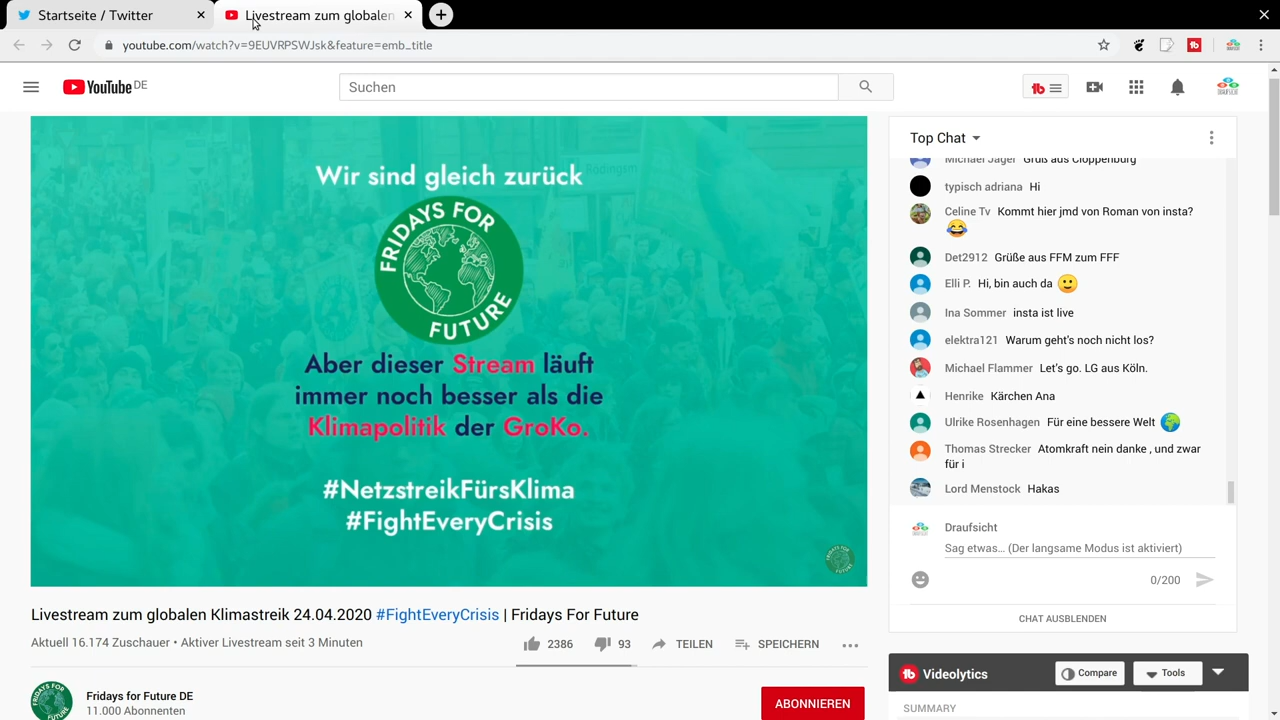 Startseite / Twitter
Livestream zum globalen
youtube.com/watch?v=9EUVRPSWJsk&feature=emb_title
YouTube DE
Suchen
Wir sind gleich zurück
FRIDAYS FOR FUTURE
Aber dieser Stream läuft
immer noch besser als die
Klimapolitik der GroKo.
#NetzstreikFürsKlima
#FightEveryCrisis
Livestream zum globalen Klimastreik 24.04.2020 #FightEveryCrisis | Fridays For Future
Aktuell 16.174 Zuschauer • Aktiver Livestream seit 3 Minuten
2386
93
TEILEN
SPEICHERN
FRIDAYS FOR FUTURE
Fridays for Future DE
11.000 Abonnenten
ABONNIEREN
Top Chat
Michael Jäger Gruß aus Cloppenburg
typisch adriana Hi
Celine Tv Kommt hier jmd von Roman von insta?
😂
Det2912 Grüße aus FFM zum FFF
Elli P. Hi, bin auch da 🙂
Ina Sommer insta ist live
elektra121 Warum geht's noch nicht los?
Michael Flammer Let's go. LG aus Köln.
Henrike Kärchen Ana
Ulrike Rosenhagen Für eine bessere Welt 🌍
Thomas Strecker Atomkraft nein danke , und zwar
für i
Lord Menstock Hakas
Draufsicht
Sag etwas… (Der langsame Modus ist aktiviert)
0/200
CHAT AUSBLENDEN
Videolytics
Compare
Tools
SUMMARY